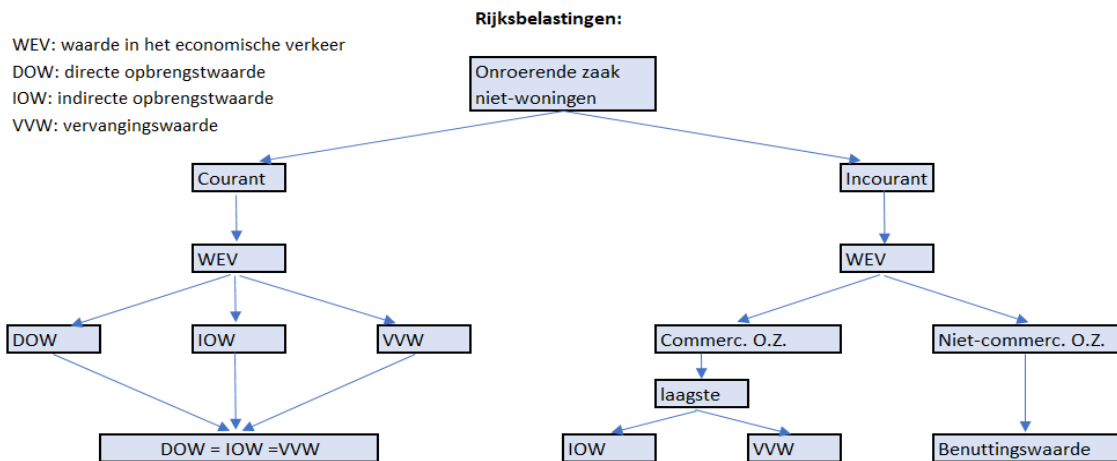 Rijksbelastingen:
WEV: waarde in het economische verkeer
DOW: directe opbrengstwaarde
IOW: indirecte opbrengstwaarde
VVW: vervangingswaarde
Onroerende zaak
niet-woningen
Courant
Incourant
WEV
WEV
DOW
IOW
VVW
Commerc. O.Z.
Niet-commerc. O.Z.
laagste
DOW = IOW =VVW
IOW
VVW
Benuttingswaarde